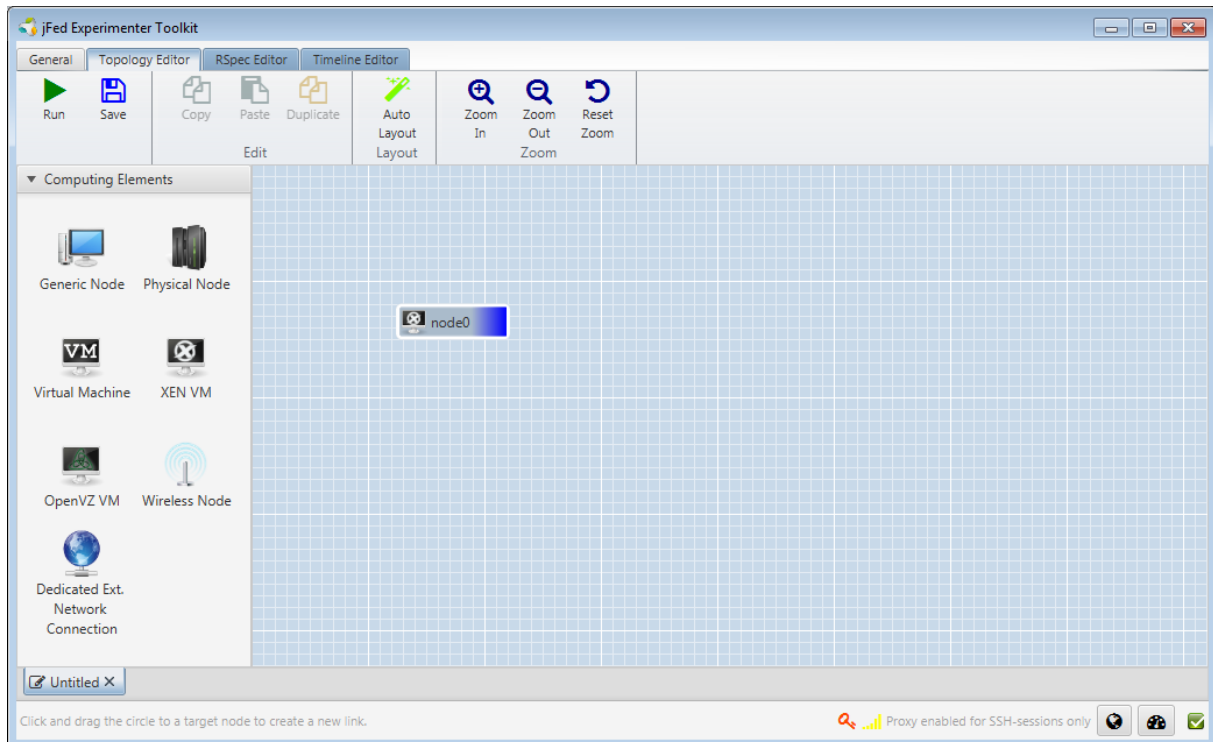 jFed Experimenter Toolkit
General Topology Editor RSpec Editor Timeline Editor
Run Save Copy Paste Duplicate Auto Zoom Zoom Reset
Layout In Out Zoom
Edit Layout Zoom
Computing Elements
Generic Node Physical Node
node0
VM
Virtual Machine XEN VM
OpenVZ VM Wireless Node
Dedicated Ext.
Network
Connection
Untitled
Click and drag the circle to a target node to create a new link. Proxy enabled for SSH-sessions only